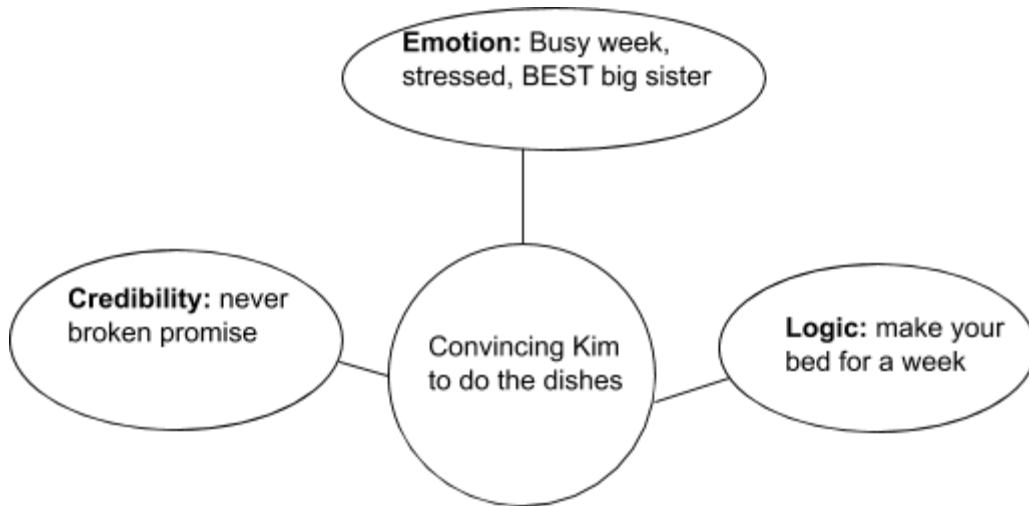 Emotion: Busy week,
stressed, BEST big sister
Credibility: never
broken promise
Convincing Kim
to do the dishes
Logic: make your
bed for a week